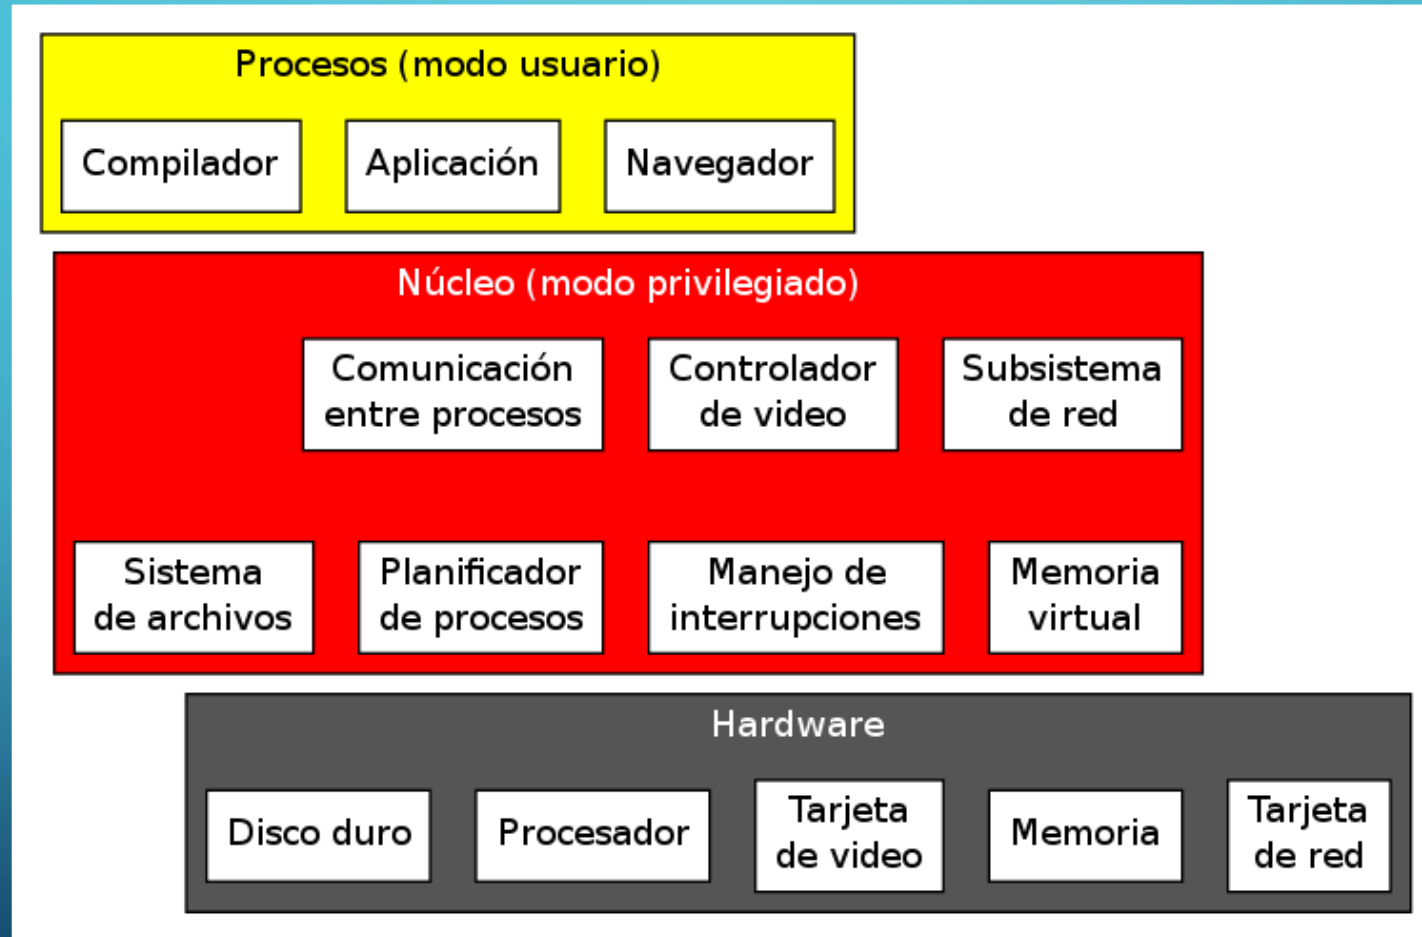 Procesos (modo usuario)
Compilador
Aplicación
Navegador
Núcleo (modo privilegiado)
Comunicación
entre procesos
Controlador
de video
Subsistema
de red
Sistema
de archivos
Planificador
de procesos
Manejo de
interrupciones
Memoria
virtual
Hardware
Disco duro
Procesador
Tarjeta
de video
Memoria
Tarjeta
de red